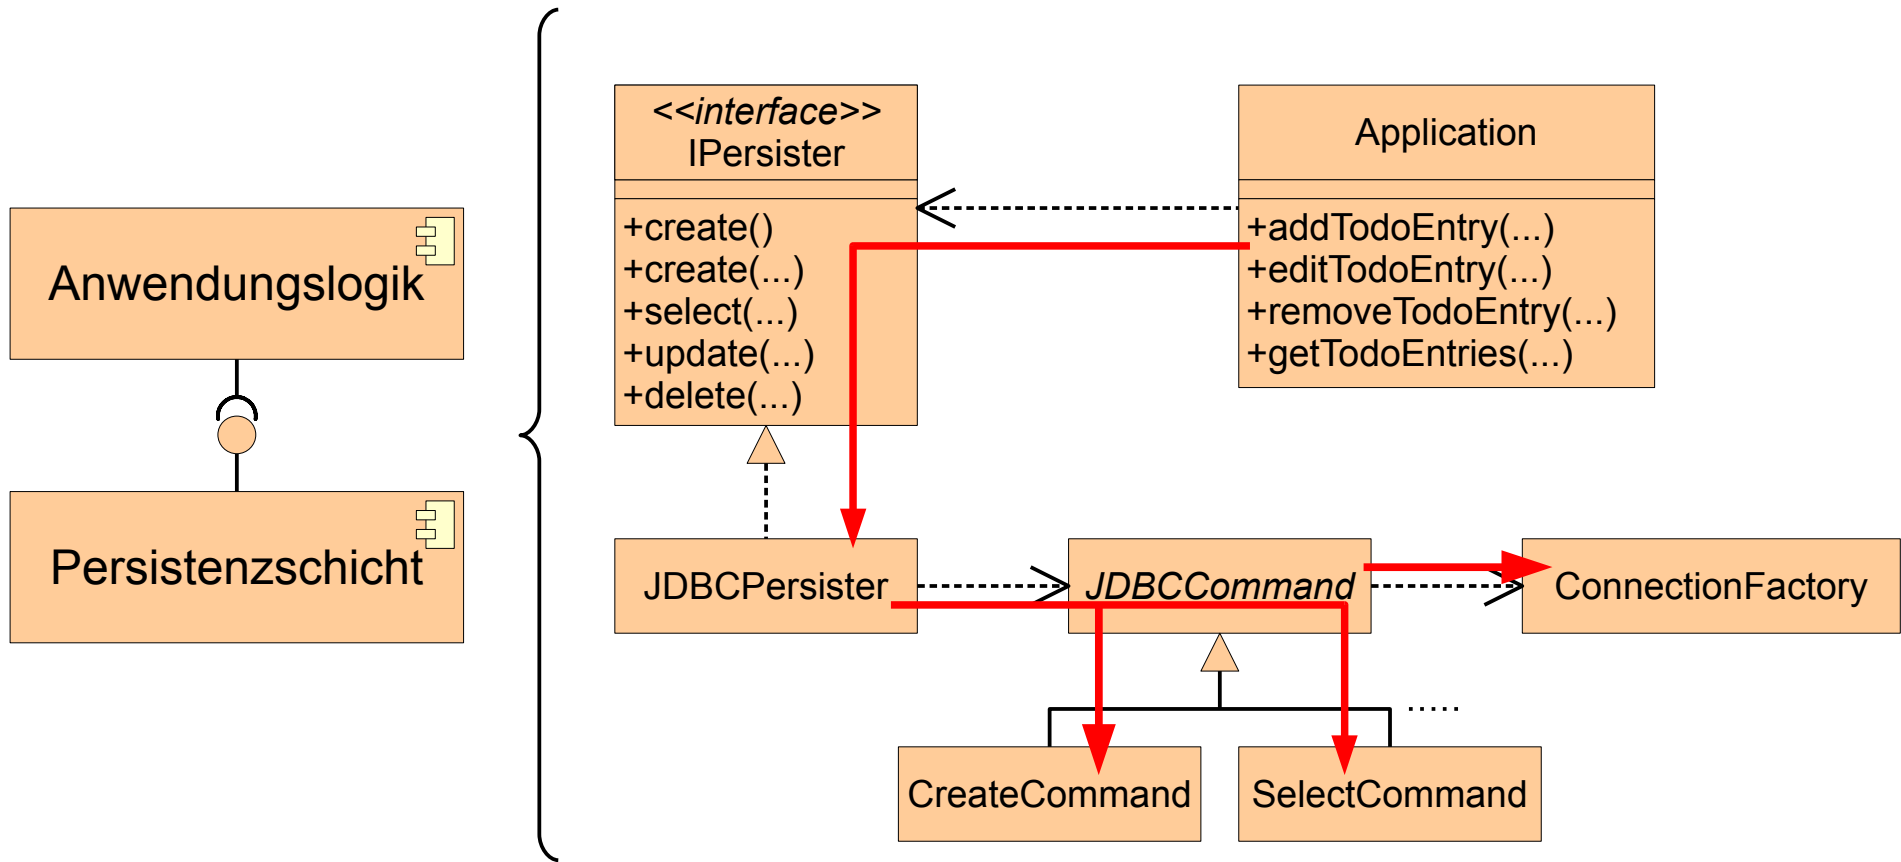 Anwendungslogik
Persistenzschicht
<<interface>>
IPersister
+create()
+create(...)
+select(...)
+update(...)
+delete(...)
Application
+addTodoEntry(...)
+editTodoEntry(...)
+removeTodoEntry(...)
+getTodoEntries(...)
JDBCPersister
JDBCCommand
ConnectionFactory
.....
CreateCommand
SelectCommand